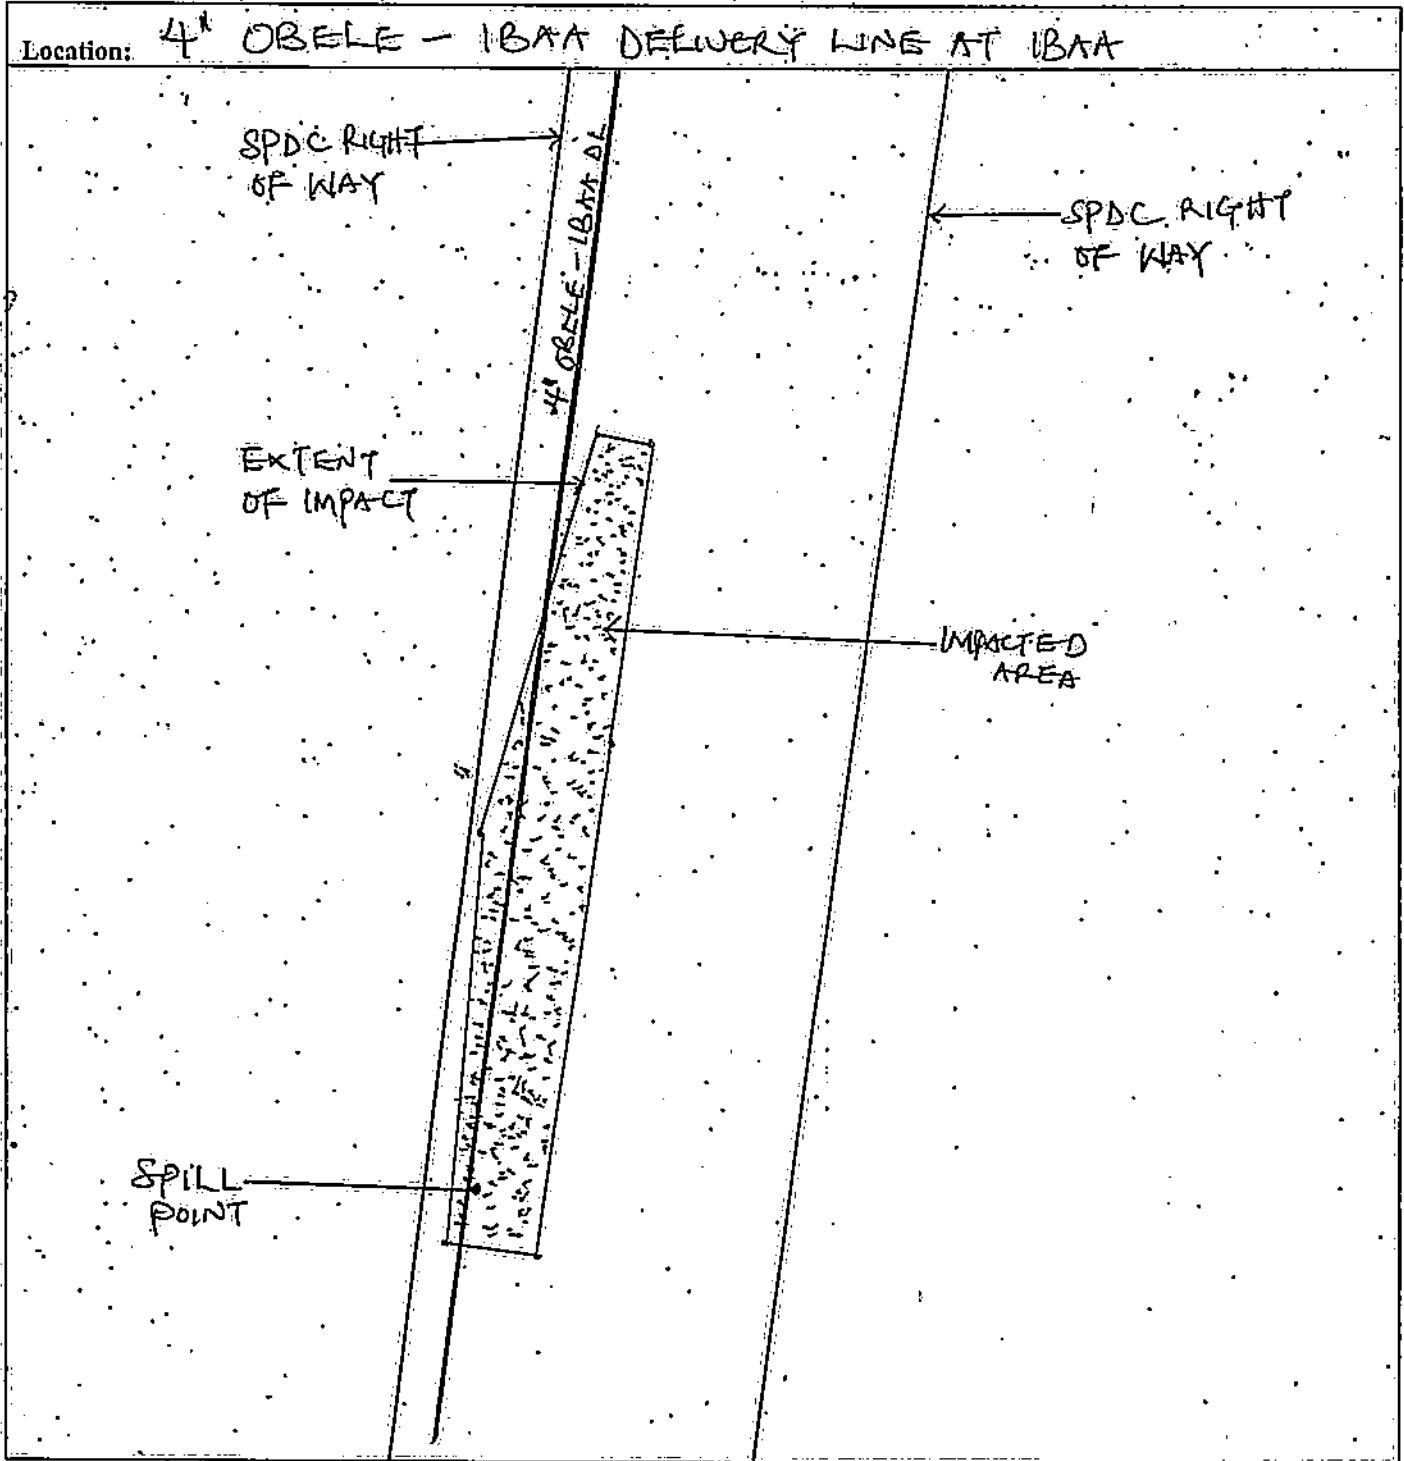 Location: 4" OBELE - IBAA DELIVERY LINE AT IBAA
SPDC RIGHT
OF WAY
4" OBELE - IBAA DL
SPDC RIGHT
OF WAY
EXTENT
OF IMPACT
IMPACTED
AREA
SPILL
POINT